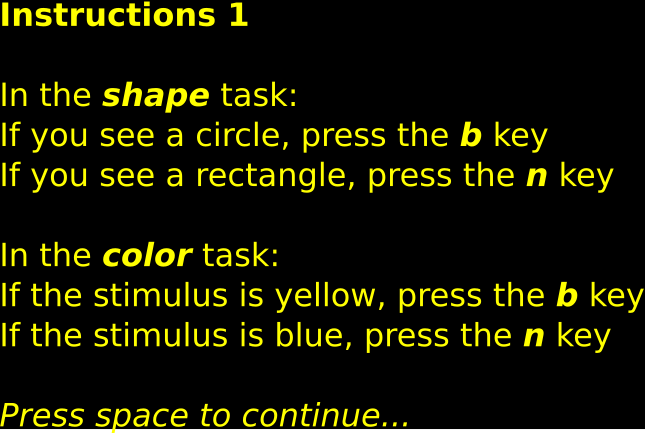 Instructions 1
In the shape task:
If you see a circle, press the b key
If you see a rectangle, press the n key
In the color task:
If the stimulus is yellow, press the b key
If the stimulus is blue, press the n key
Press space to continue...